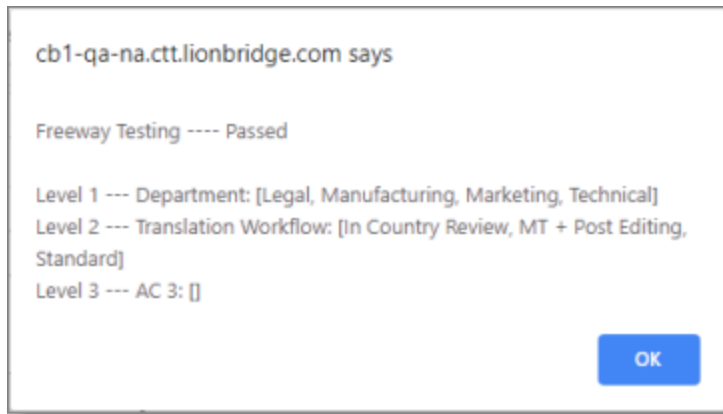 cb1-qa-na.ctt.lionbridge.com says
Freeway Testing ---- Passed
Level 1 --- Department: [Legal, Manufacturing, Marketing, Technical]
Level 2 --- Translation Workflow: [In Country Review, MT + Post Editing,
Standard]
Level 3 --- AC 3: []
OK